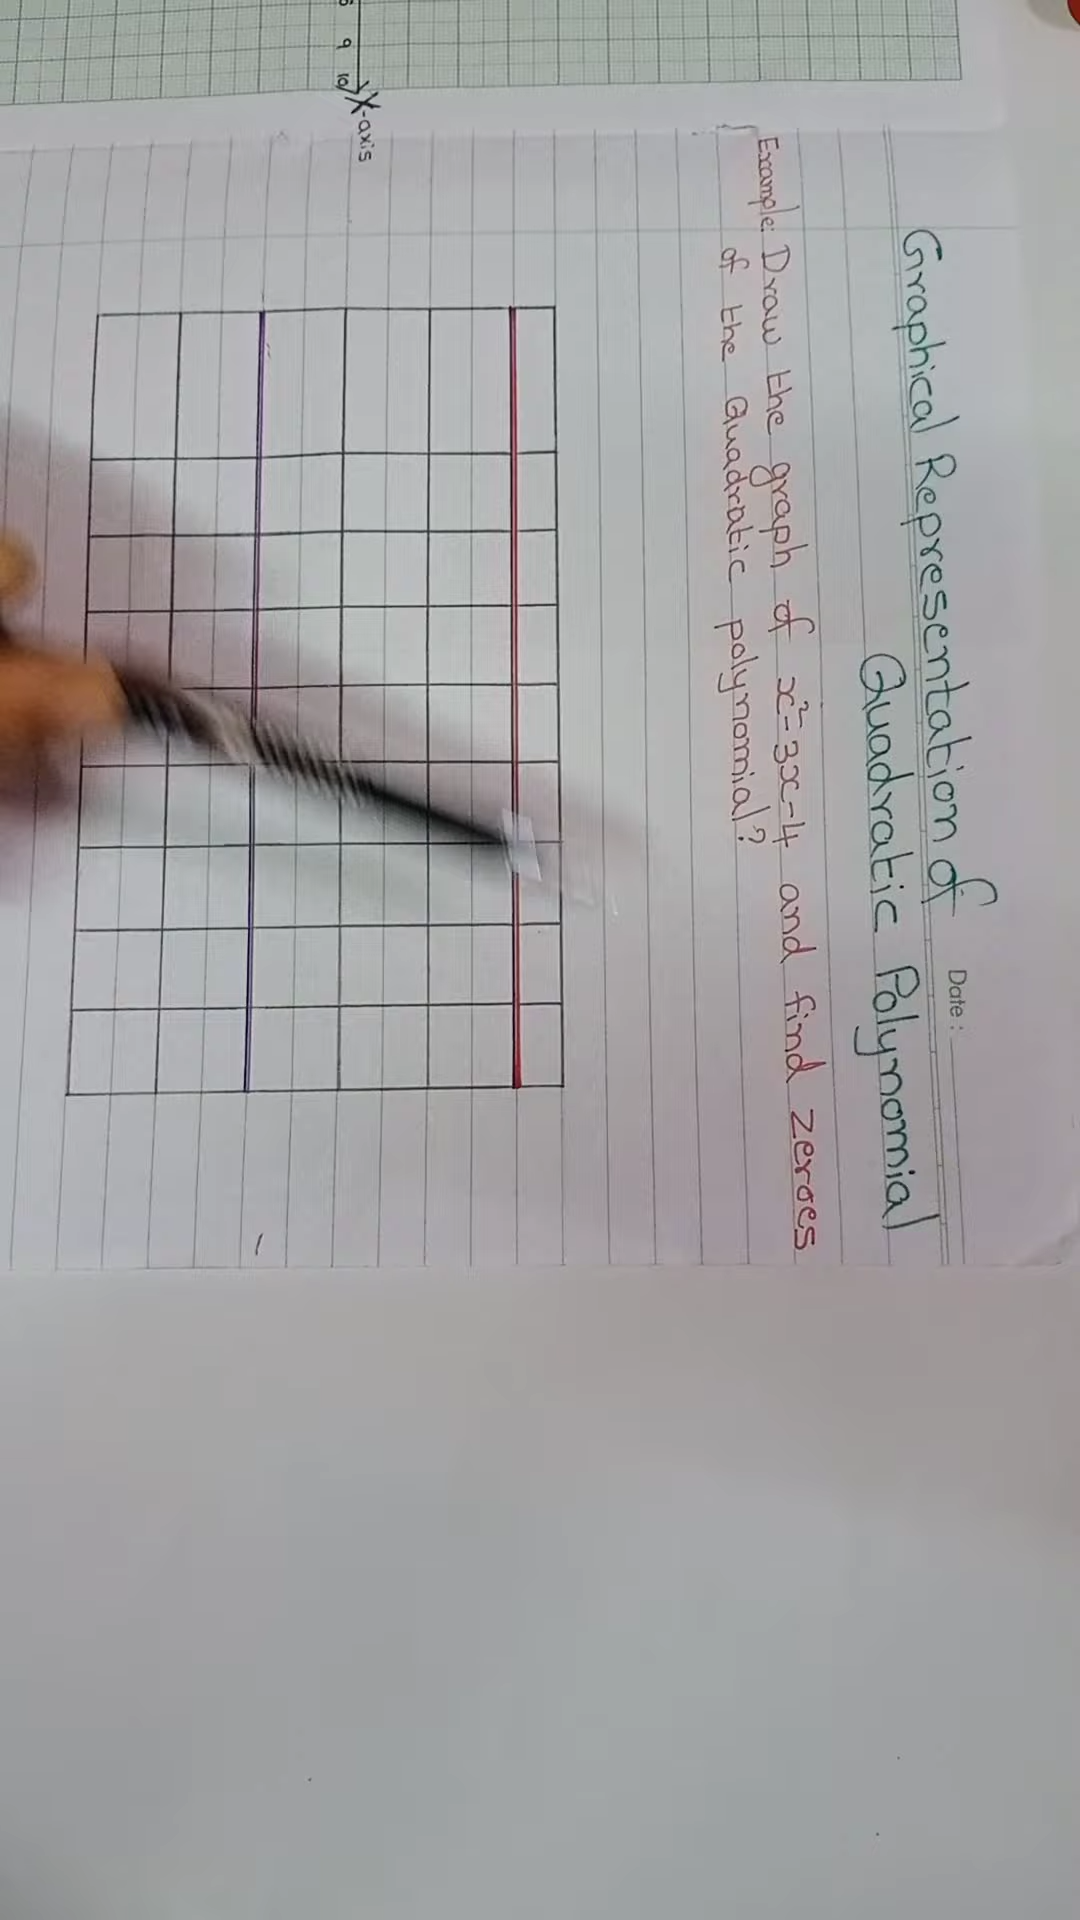 Date:
Graphical Representation of
Quadratic Polynomial
Example: Draw the graph of x²-3x-4 and find zeroes
of the Quadratic polynomial?
9 10 X-axis